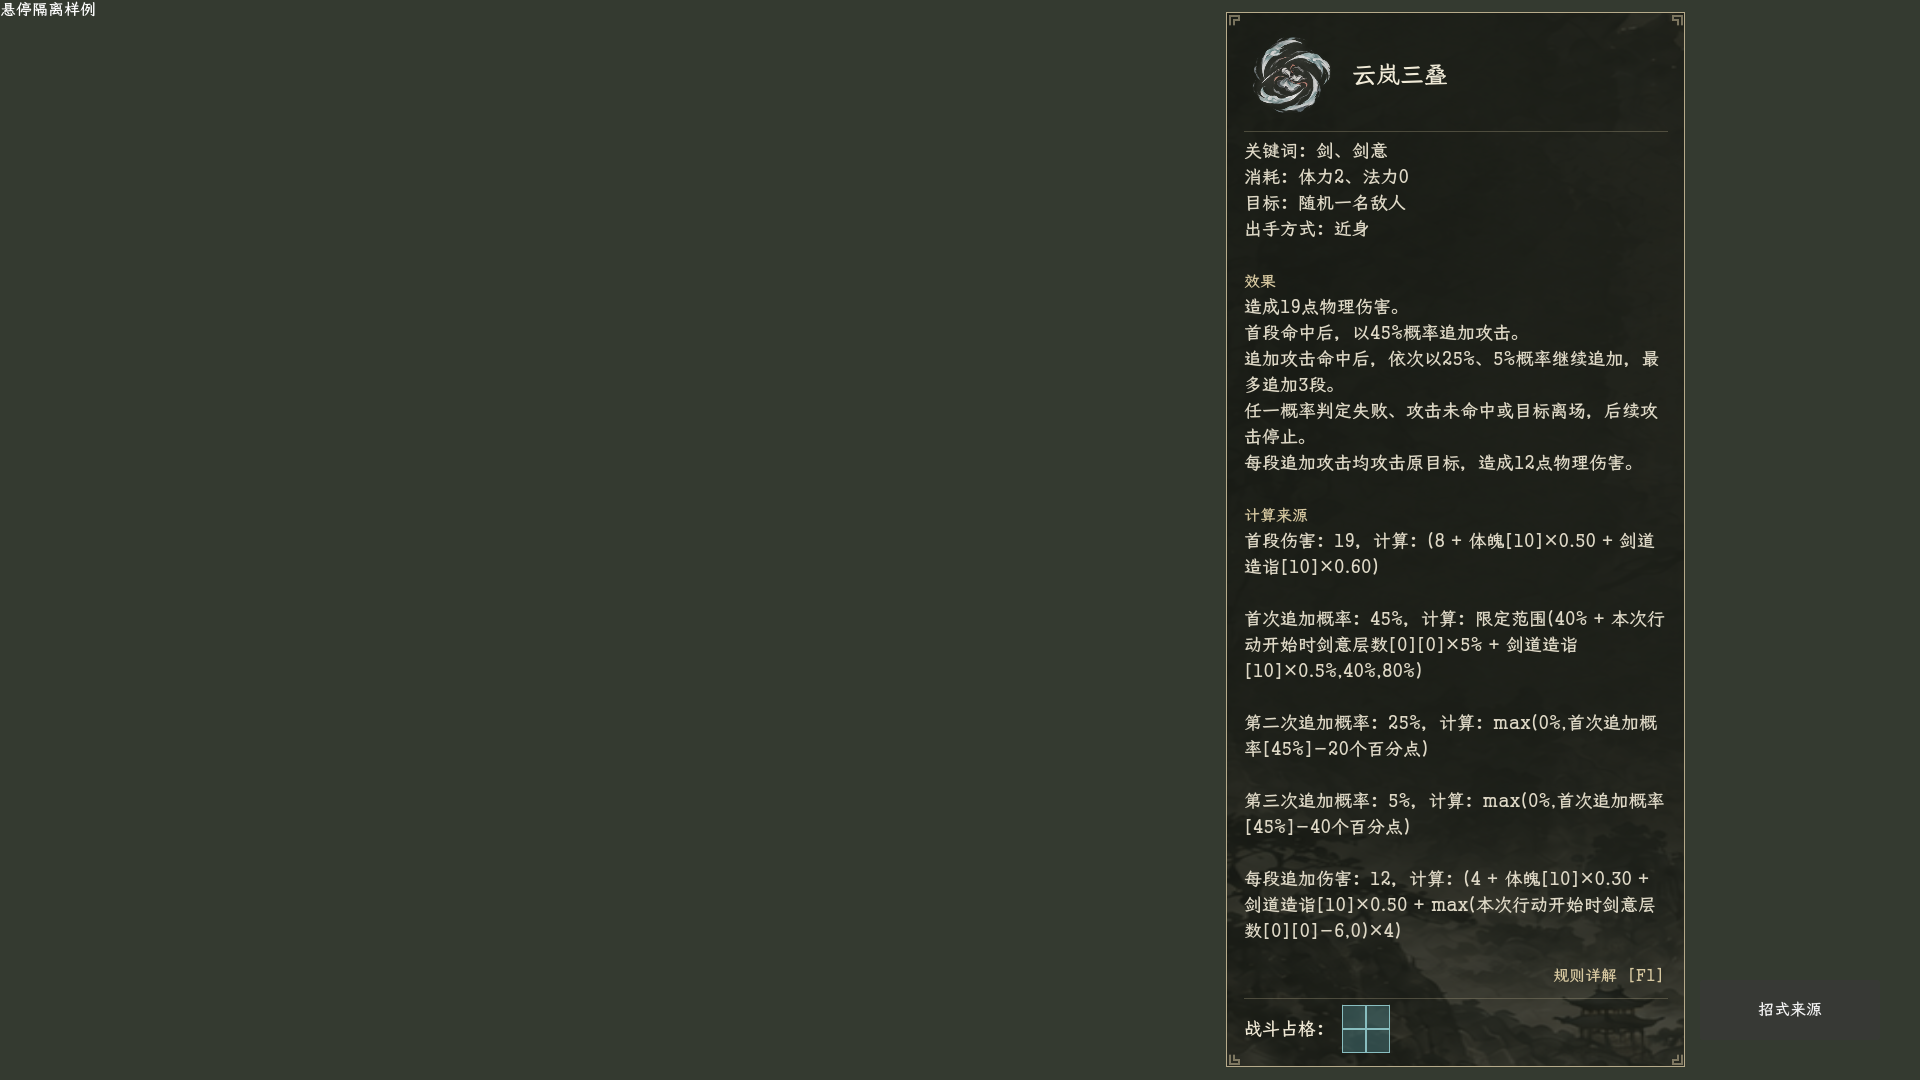 悬停隔离样例
云岚三叠
关键词：剑、剑意
消耗：体力2、法力0
目标：随机一名敌人
出手方式：近身
效果
造成19点物理伤害。
首段命中后，以45%概率追加攻击。
追加攻击命中后，依次以25%、5%概率继续追加，最
多追加3段。
任一概率判定失败、攻击未命中或目标离场，后续攻
击停止。
每段追加攻击均攻击原目标，造成12点物理伤害。
计算来源
首段伤害：19，计算：(8 + 体魄[10]×0.50 + 剑道
造诣[10]×0.60)
首次追加概率：45%，计算：限定范围(40% + 本次行
动开始时剑意层数[0][0]×5% + 剑道造诣
[10]×0.5%,40%,80%)
第二次追加概率：25%，计算：max(0%,首次追加概
率[45%]−20个百分点)
第三次追加概率：5%，计算：max(0%,首次追加概率
[45%]−40个百分点)
每段追加伤害：12，计算：(4 + 体魄[10]×0.30 +
剑道造诣[10]×0.50 + max(本次行动开始时剑意层
数[0][0]−6,0)×4)
规则详解 [F1]
战斗占格：
招式来源